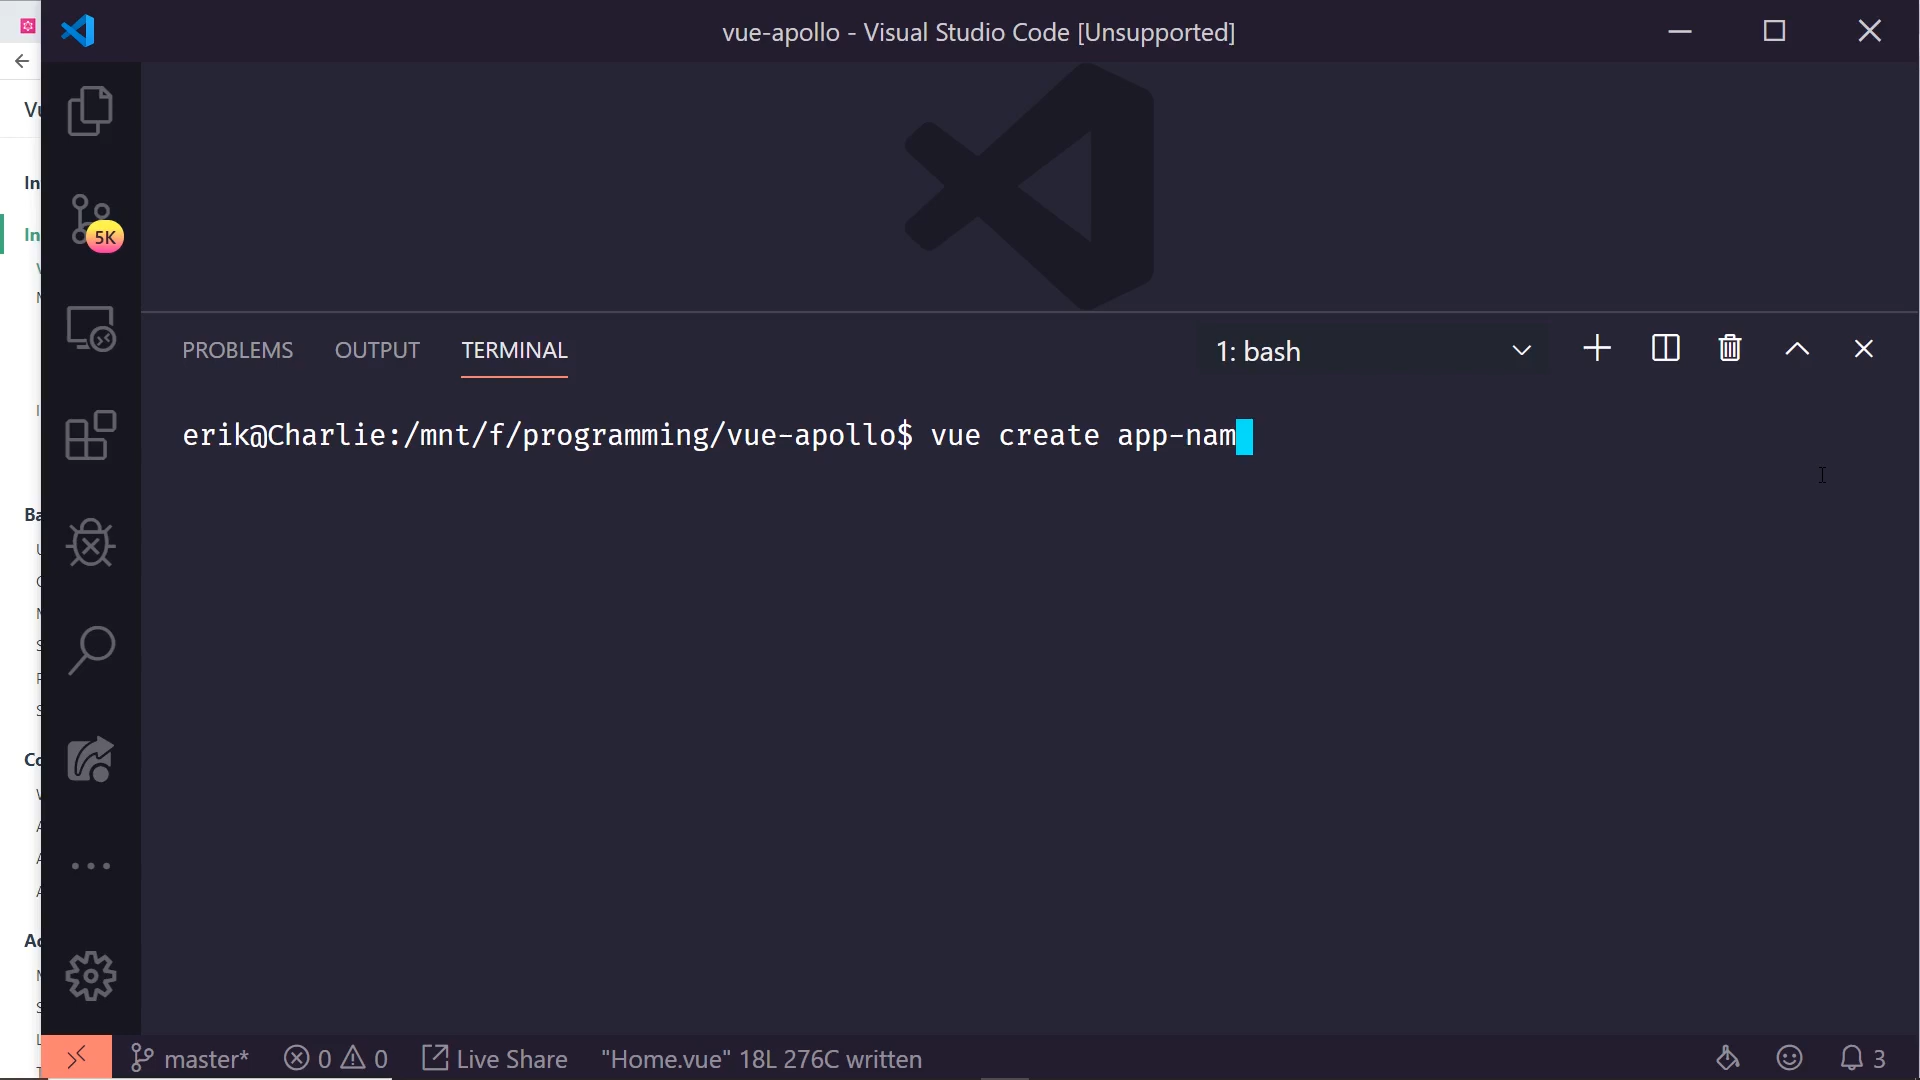 vue-apollo - Visual Studio Code [Unsupported]
5K
PROBLEMS OUTPUT TERMINAL 1: bash
erik@Charlie:/mnt/f/programming/vue-apollo$ vue create app-nam
master* 0 0 Live Share "Home.vue" 18L 276C written 3